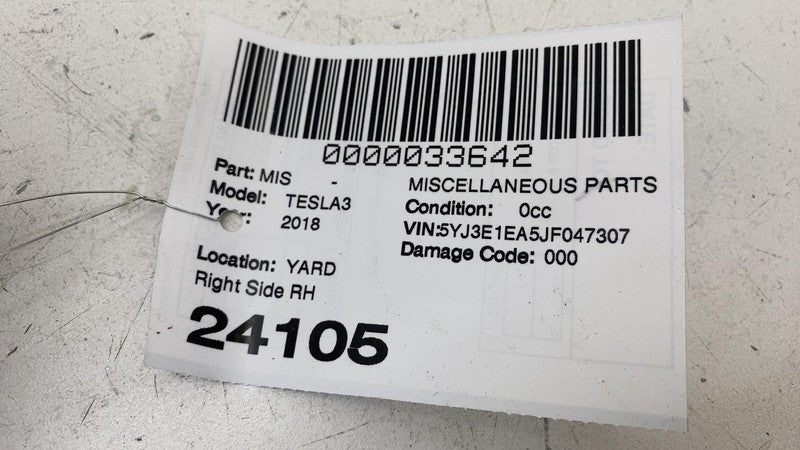 0000033642
Part: MIS - MISCELLANEOUS PARTS
Model: TESLA3 Condition: 0cc
Year: 2018 VIN:5YJ3E1EA5JF047307
Damage Code: 000
Location: YARD
Right Side RH
24105